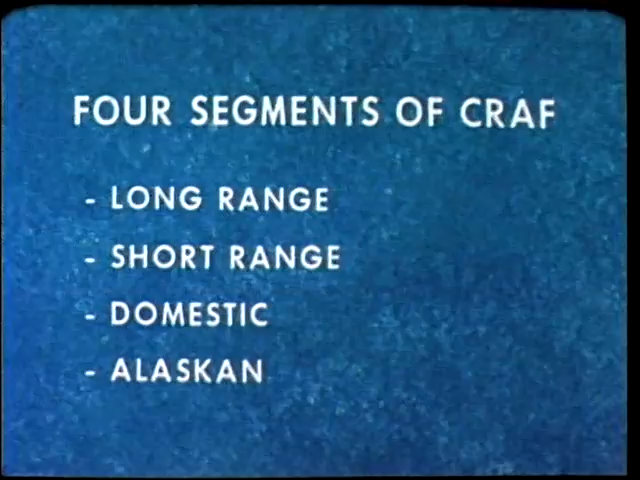 FOUR SEGMENTS OF CRAF
- LONG RANGE
- SHORT RANGE
- DOMESTIC
- ALASKAN